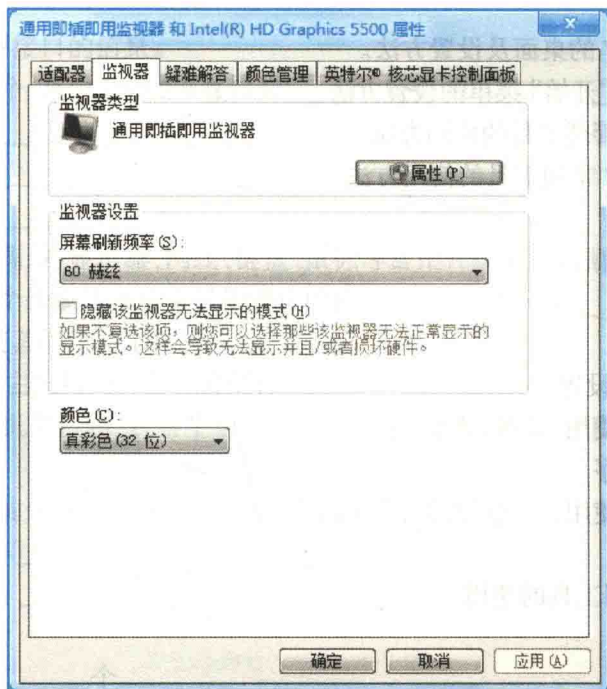 通用即插即用监视器 和 Intel(R) HD Graphics 5500 属性
适配器 监视器 疑难解答 颜色管理 英特尔® 核芯显卡控制面板
监视器类型
通用即插即用监视器
属性(P)
监视器设置
屏幕刷新频率(S):
60 赫兹
隐藏该监视器无法显示的模式(H)
如果不复选该项，则您可以选择那些该监视器无法正常显示的
显示模式。这样会导致无法显示并且/或者损坏硬件。
颜色(C):
真彩色(32 位)
确定 取消 应用(A)